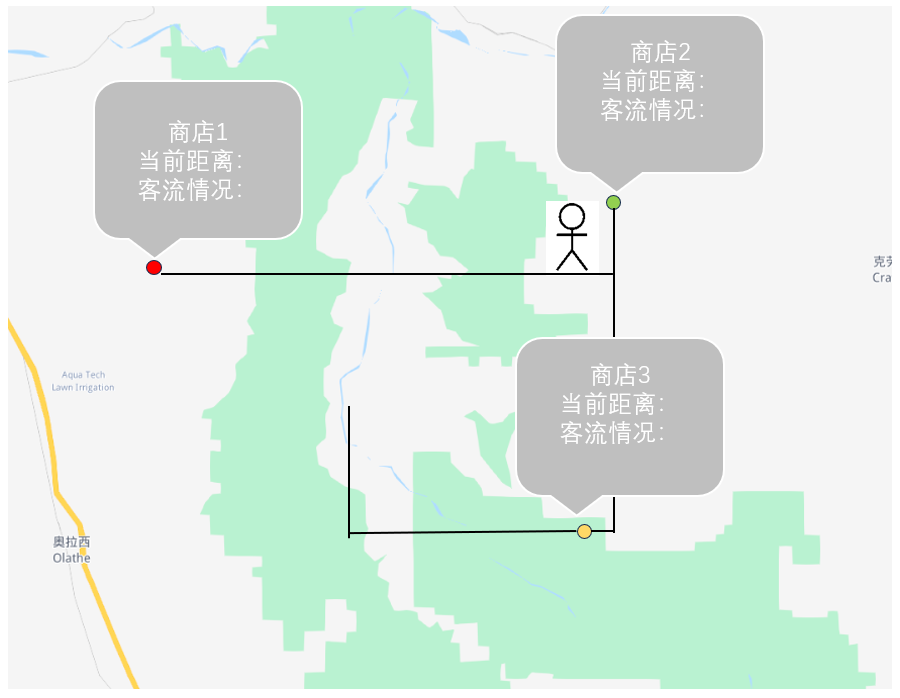 商店1
当前距离：
客流情况：
商店2
当前距离：
客流情况：
商店3
当前距离：
客流情况：
Aqua Tech
Lawn Irrigation
奥拉西
Olathe
Cra